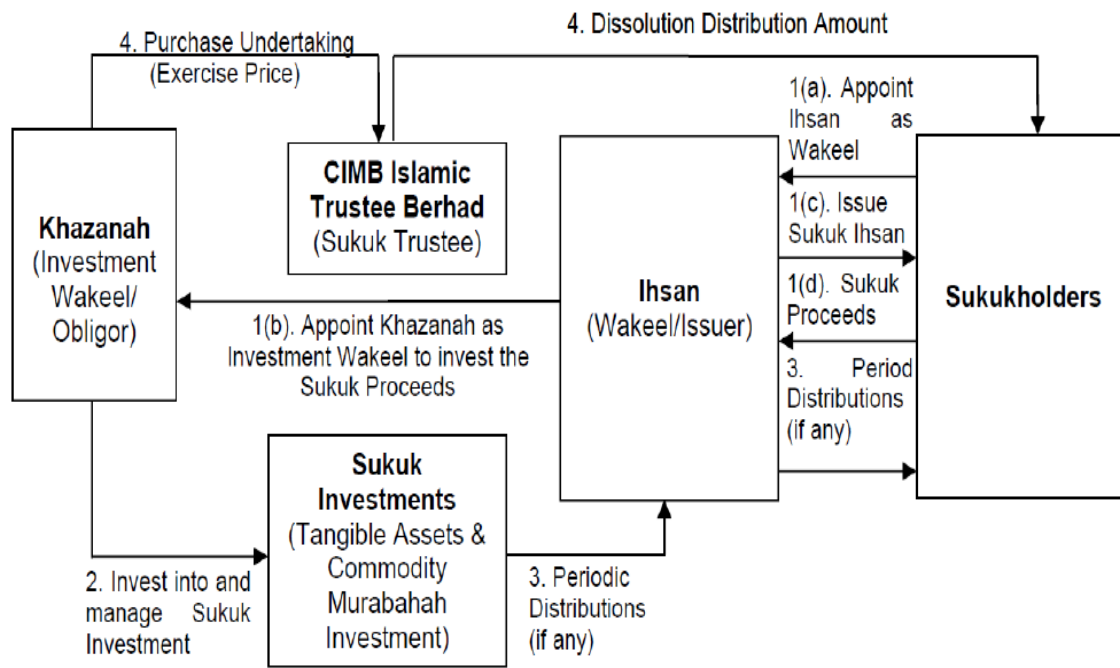 4. Purchase Undertaking
(Exercise Price)
4. Dissolution Distribution Amount
Khazanah
(Investment
Wakeel/
Obligor)
CIMB Islamic
Trustee Berhad
(Sukuk Trustee)
1(a). Appoint
Ihsan as
Wakeel
1(c). Issue
Sukuk Ihsan
1(d). Sukuk
Proceeds
3. Period
Distributions
(if any)
Ihsan
(Wakeel/Issuer)
Sukukholders
1(b). Appoint Khazanah as
Investment Wakeel to invest the
Sukuk Proceeds
Sukuk
Investments
(Tangible Assets &
Commodity
Murabahah
Investment)
2. Invest into and
manage Sukuk
Investment
3. Periodic
Distributions
(if any)